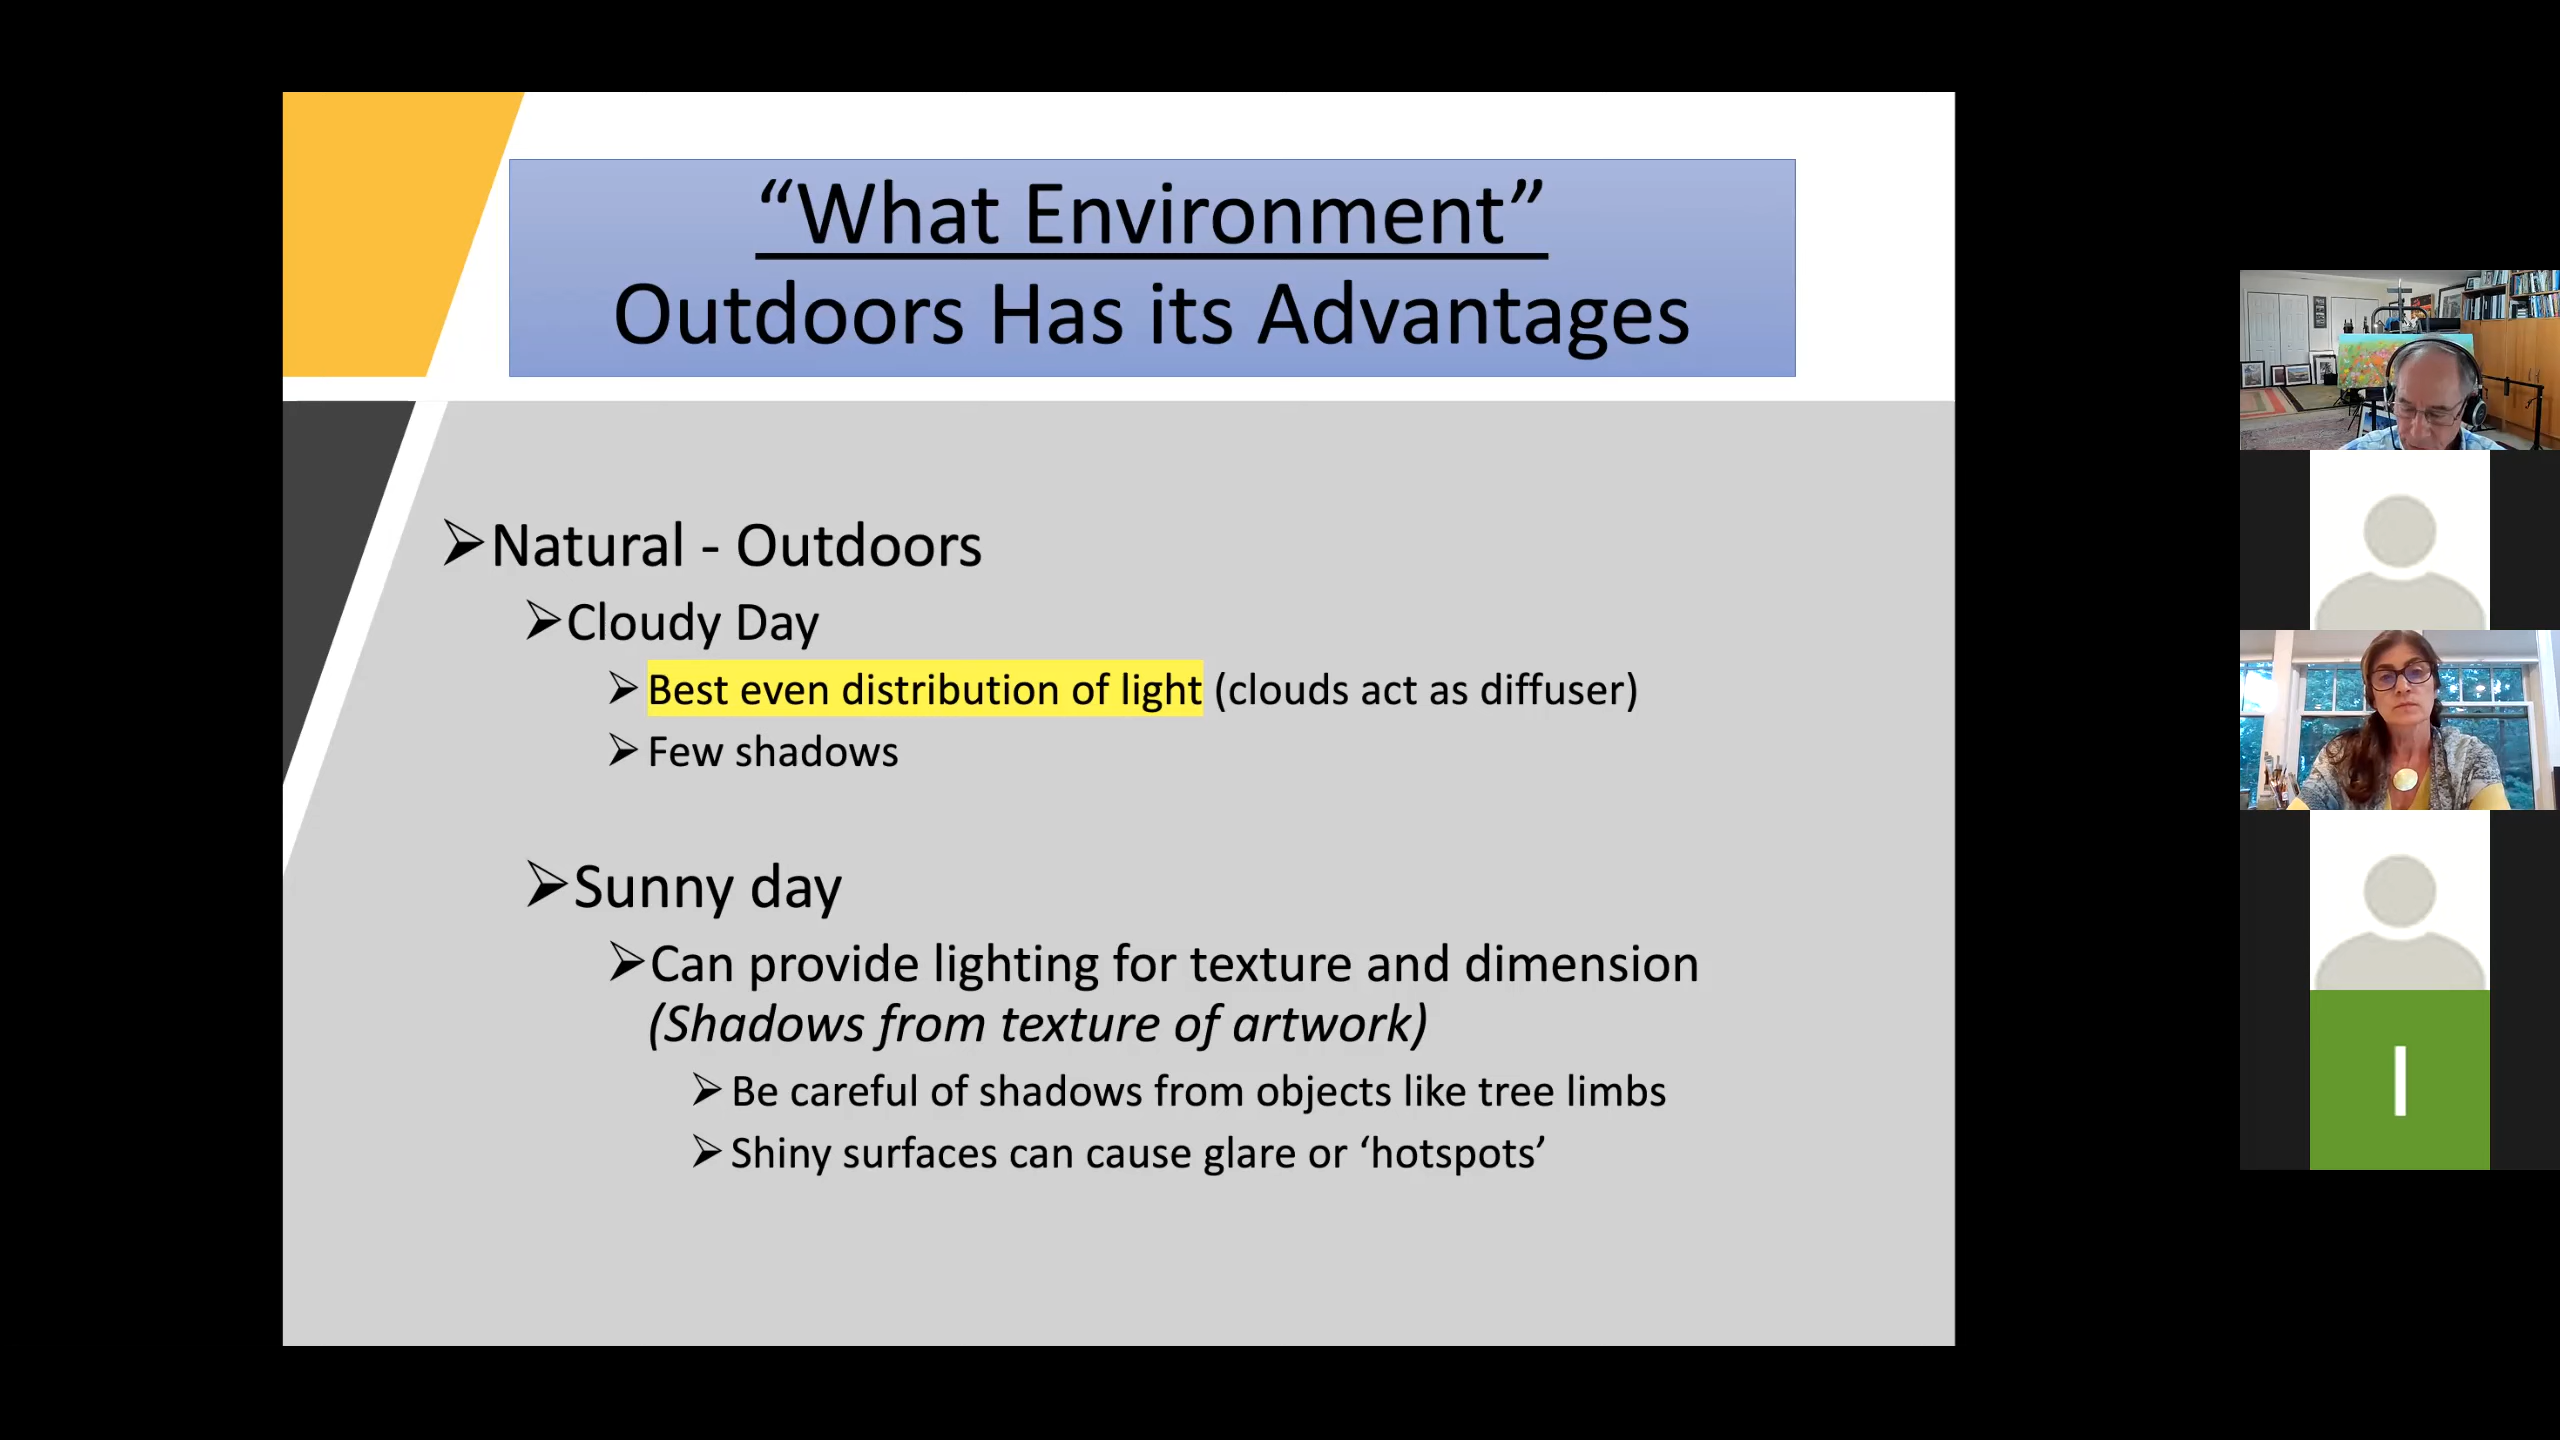 “What Environment”
Outdoors Has its Advantages
➢Natural - Outdoors
➢Cloudy Day
➢Best even distribution of light (clouds act as diffuser)
➢Few shadows
➢Sunny day
➢Can provide lighting for texture and dimension
(Shadows from texture of artwork)
➢Be careful of shadows from objects like tree limbs
➢Shiny surfaces can cause glare or ‘hotspots’
I